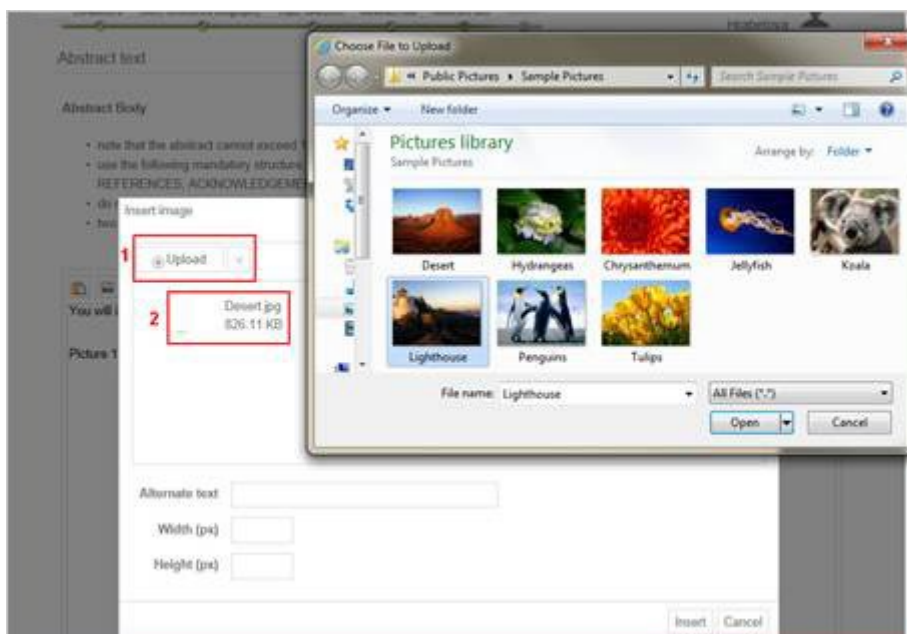 Abstract text
Abstract Body
note that the abstract cannot exceed
use the following mandatory structure
REFERENCES,
Insert image
1
Upload
2
Desert.jpg
826.11 KB
You will
Picture 1
Alternate text
Width (px)
Height (px)
Insert Cancel
Choose File to Upload
« Public Pictures Sample Pictures
Search Sample Pictures
Organize New folder
Pictures library
Sample Pictures
Arrange by: Folder
Desert Hydrangeas Chrysanthemum Jellyfish Koala
Lighthouse Penguins Tulips
File name: Lighthouse
All Files (*.*)
Open Cancel